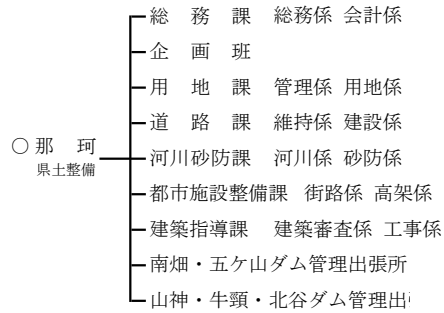 総務課 総務係 会計係
企画班
用地課 管理係 用地係
道路課 維持係 建設係
○那珂
県土整備
河川砂防課 河川係 砂防係
都市施設整備課 街路係 高架係
建築指導課 建築審査係 工事係
南畑・五ケ山ダム管理出張所
山神・牛頸・北谷ダム管理出